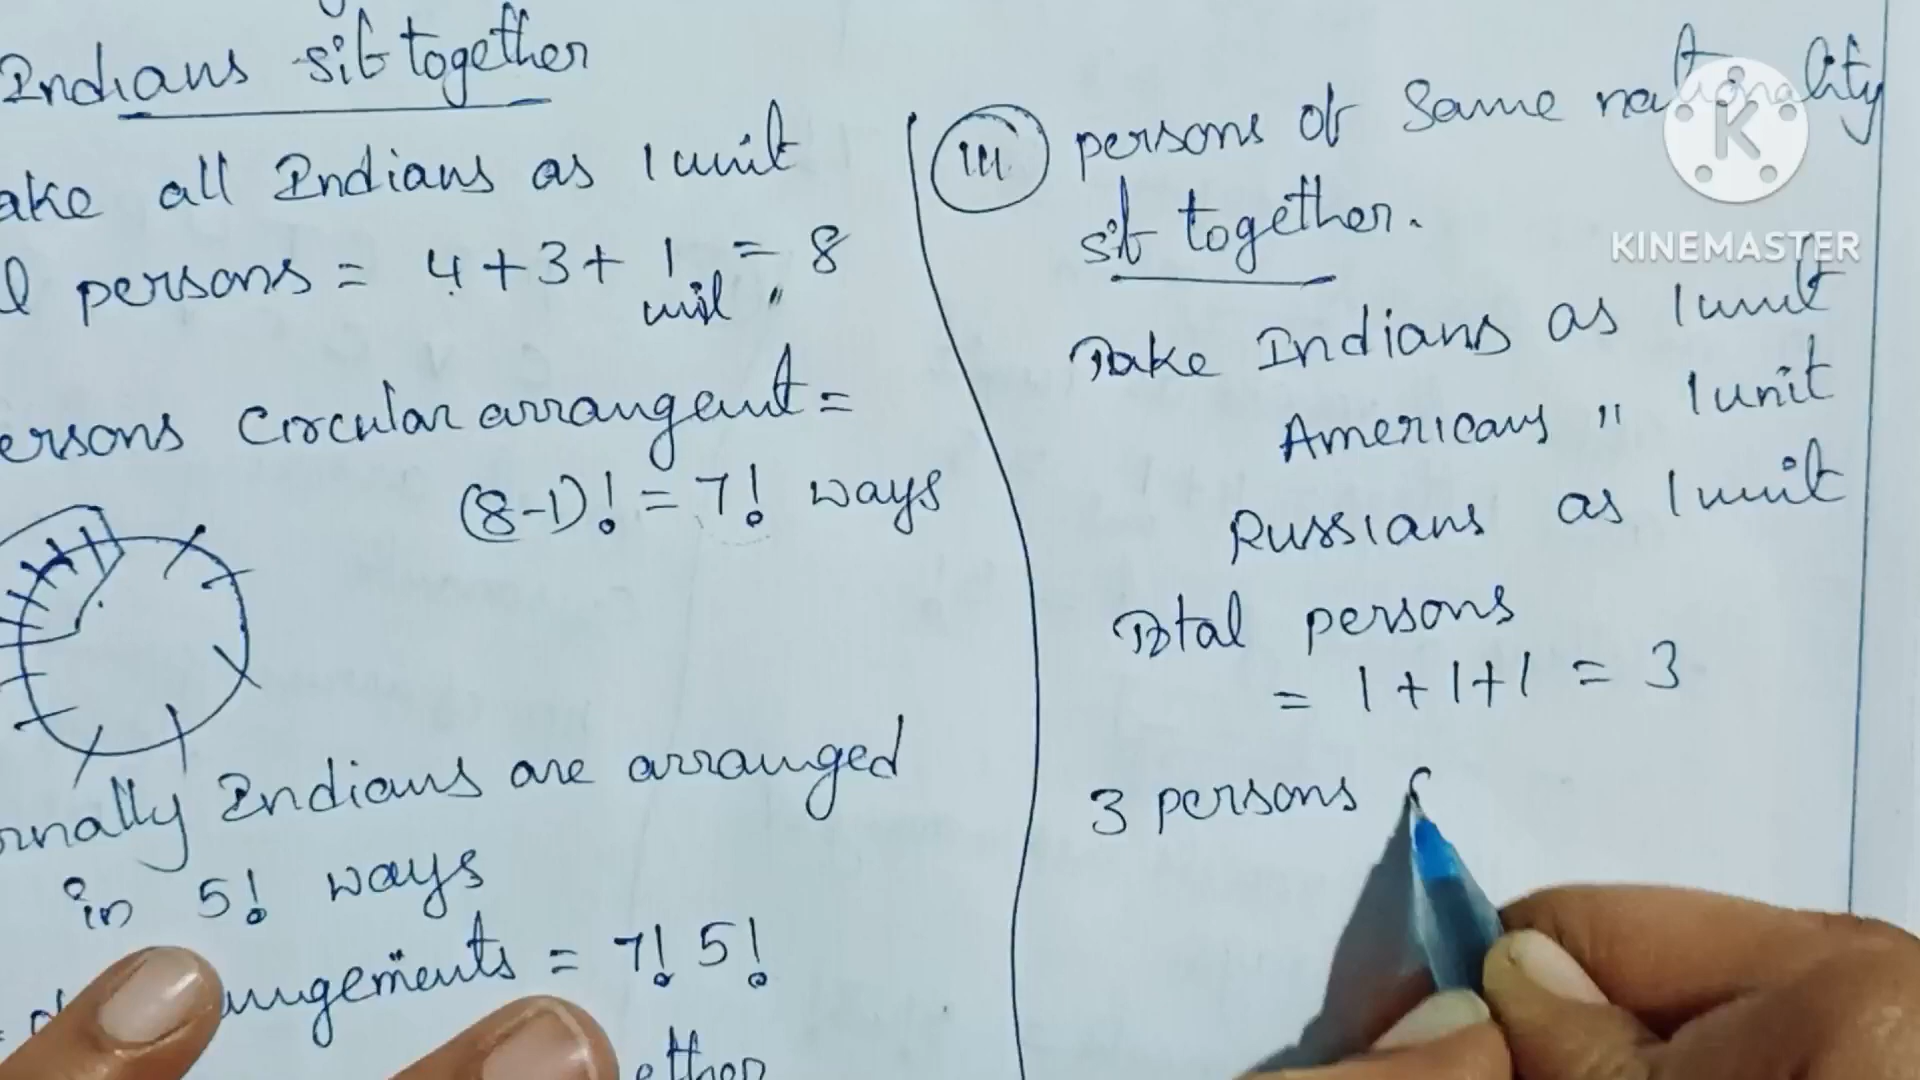 Indians sit together
ake all Indians as 1 unit
l persons = 4 + 3 + 1 = 8
unit
ersons Circular arrangemt =
(8-1)! = 7! ways
rnally Indians are arranged
in 5! ways
angements = 7! 5!
ether
iii persons of Same nationality
sit together.
Take Indians as 1 unit
Americans " 1 unit
Russians as 1 unit
Total persons
= 1 + 1 + 1 = 3
3 persons
K
KINEMASTER